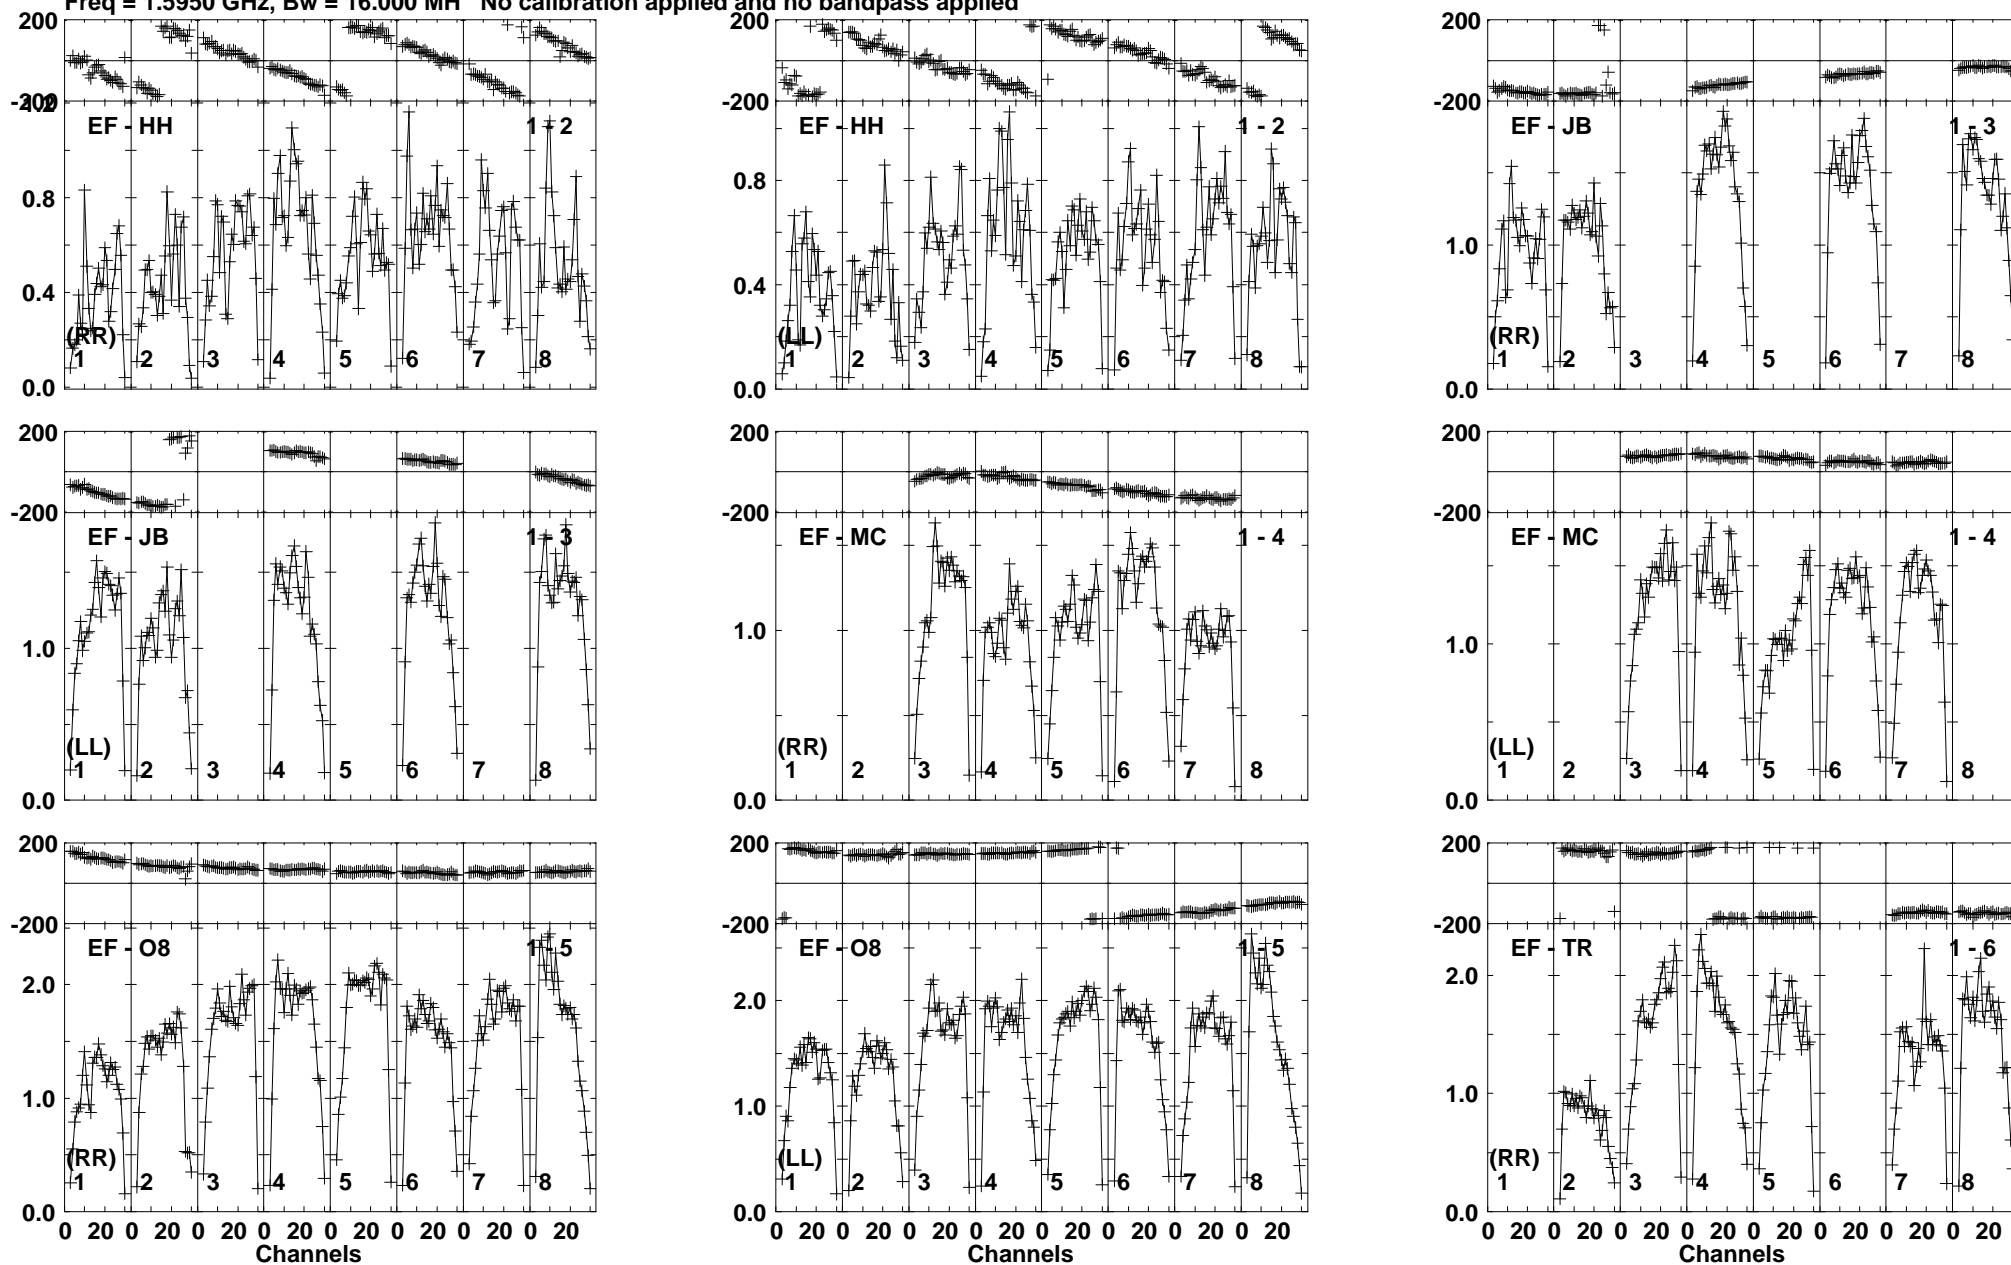 Freq = 1.5950 GHz, Bw = 16.000 MH No calibration applied and no bandpass applied
200 200 200
-200 -200 -200
1.2
EF - HH 1 - 2 EF - HH 1 - 2 EF - JB 1 - 3
0.8 0.8
1.0
0.4 0.4
(RR) (LL) (RR)
1 2 3 4 5 6 7 8 1 2 3 4 5 6 7 8 1 2 3 4 5 6 7 8
0.0 0.0 0.0
200 200 200
-200 -200 -200
EF - JB 1 - 3 EF - MC 1 - 4 EF - MC 1 - 4
1.0 1.0 1.0
(LL) (RR) (LL)
1 2 3 4 5 6 7 8 1 2 3 4 5 6 7 8 1 2 3 4 5 6 7 8
0.0 0.0 0.0
200 200 200
-200 -200 -200
EF - O8 1 - 5 EF - O8 1 - 5 EF - TR 1 - 6
2.0 2.0 2.0
1.0 1.0 1.0
(RR) (LL) (RR)
1 2 3 4 5 6 7 8 1 2 3 4 5 6 7 8 1 2 3 4 5 6 7 8
0.0 0.0 0.0
0 20 0 20 0 20 0 20 0 20 0 20 0 20 0 20 0 20 0 20 0 20 0 20 0 20 0 20 0 20 0 20 0 20 0 20 0 20 0 20 0 20 0 20 0 20 0 20
Channels Channels Channels